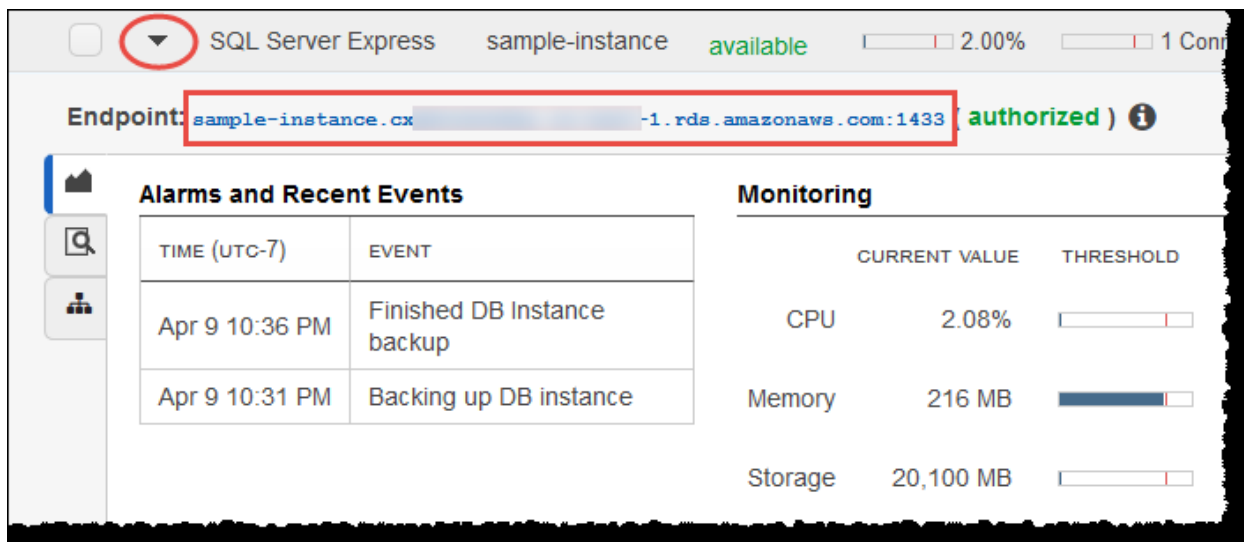 SQL Server Express sample-instance available 2.00% 1 Conn
Endpoint: sample-instance.cx -1.rds.amazonaws.com:1433 ( authorized )
Alarms and Recent Events Monitoring
TIME (UTC-7) EVENT CURRENT VALUE THRESHOLD
Apr 9 10:36 PM Finished DB Instance backup CPU 2.08%
Apr 9 10:31 PM Backing up DB instance Memory 216 MB
Storage 20,100 MB